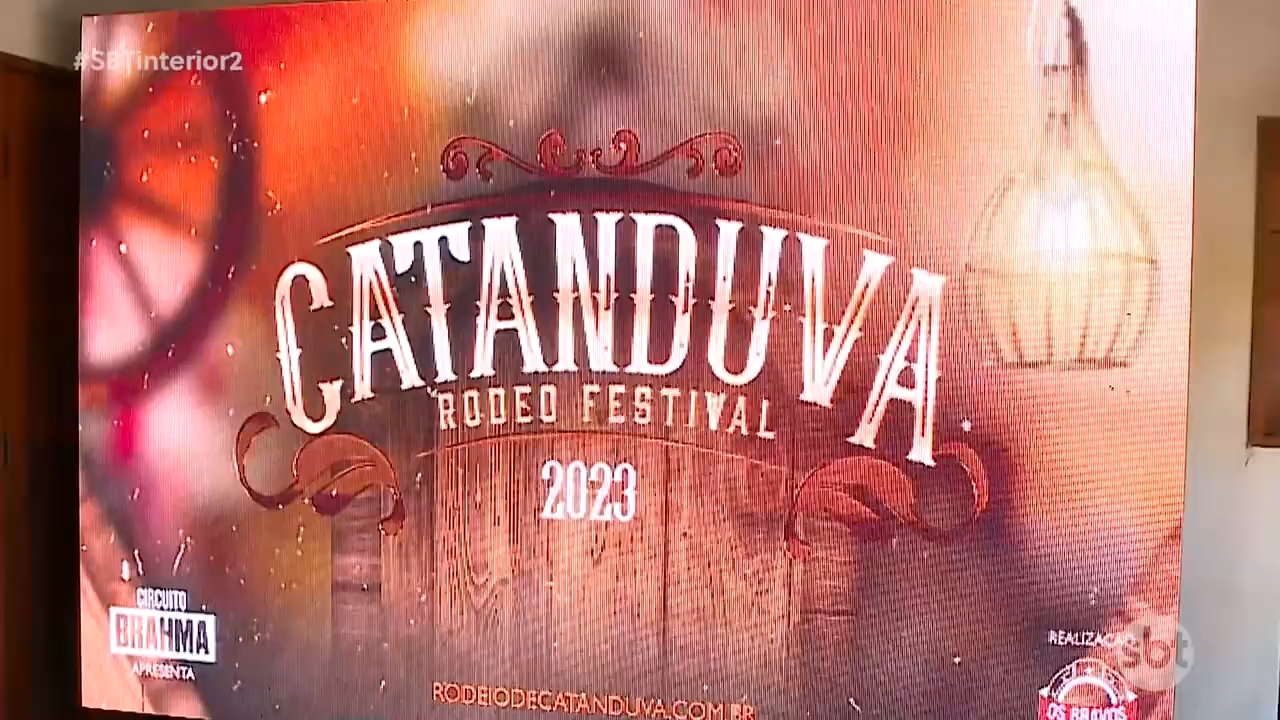 #SBTinterior2
CATANDUVA
RODEO FESTIVAL
2023
CIRCUITO
BRAHMA
APRESENTA
REALIZAÇÃO
sbt
OS BRAVOS
RODEIODECATANDUVA.COM.BR